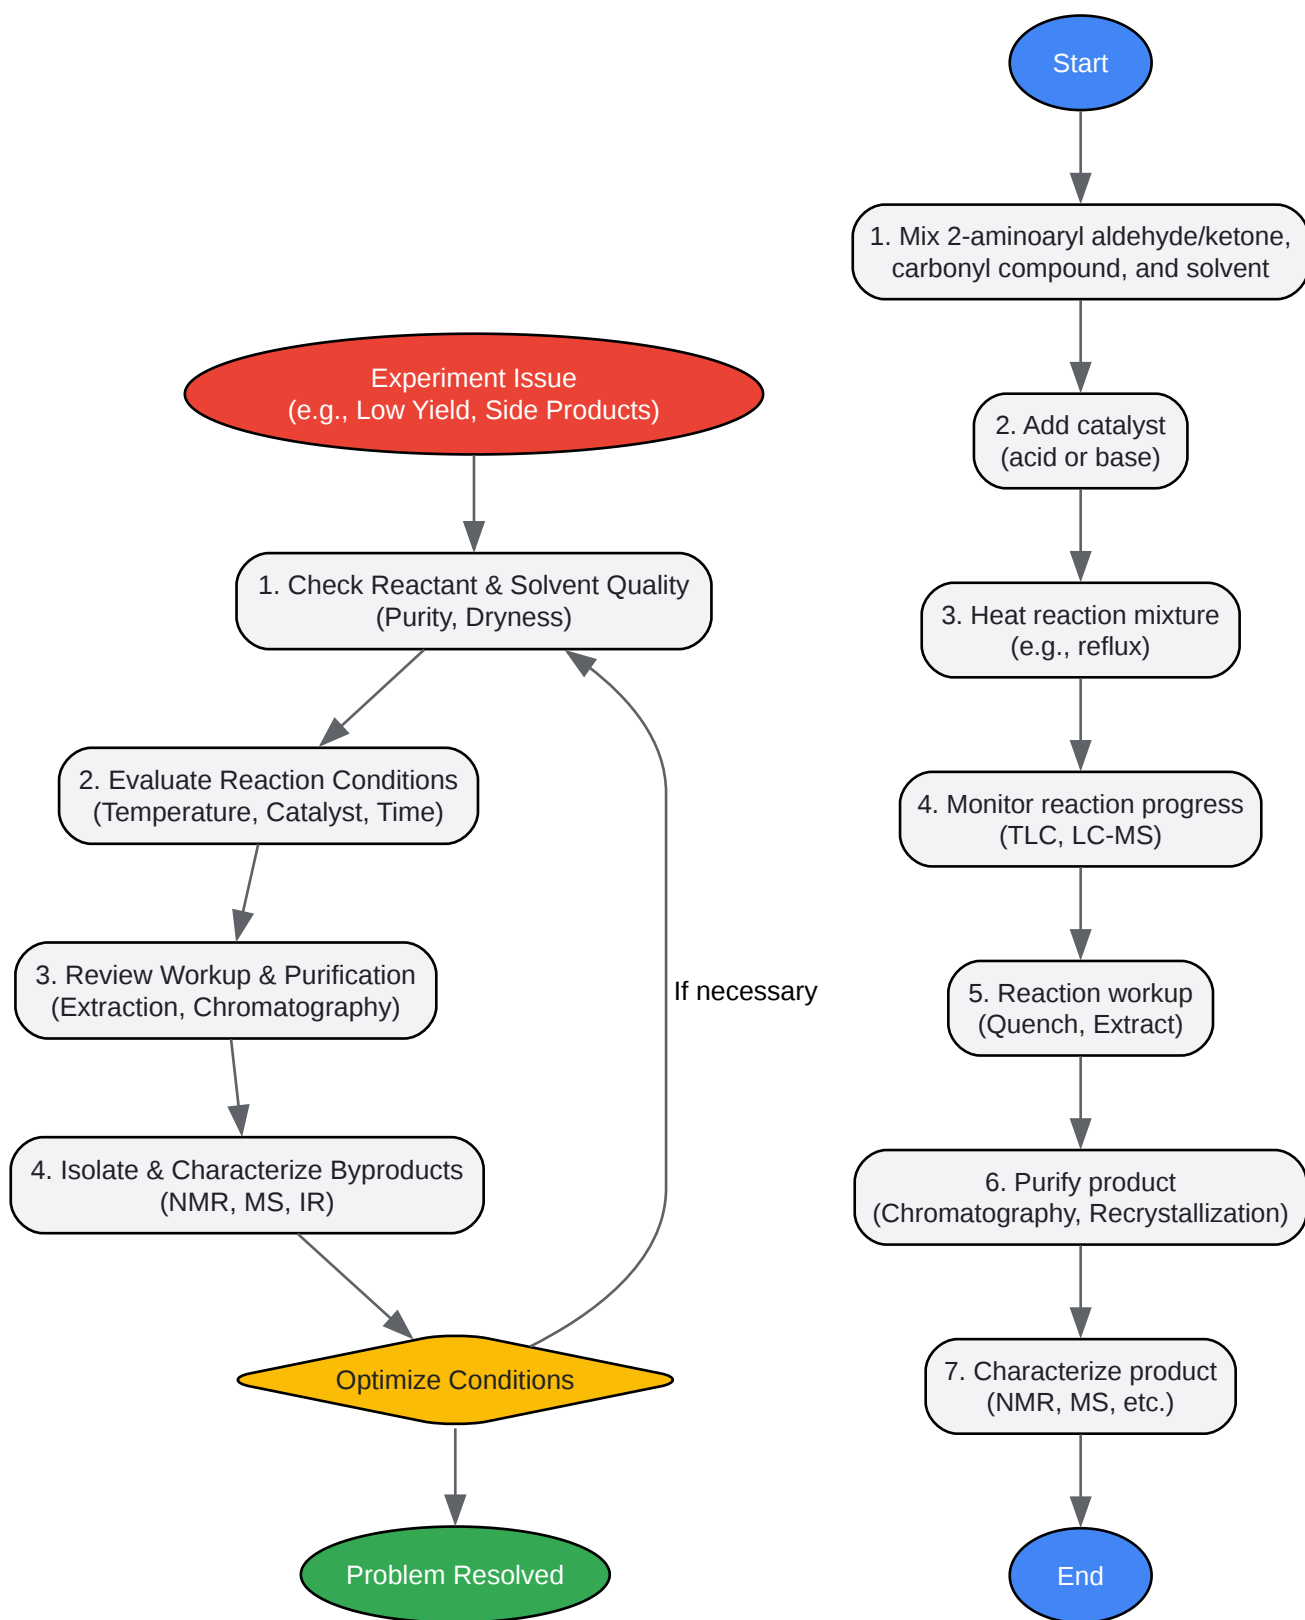 Experiment Issue
(e.g., Low Yield, Side Products)
1. Check Reactant & Solvent Quality
(Purity, Dryness)
2. Evaluate Reaction Conditions
(Temperature, Catalyst, Time)
3. Review Workup & Purification
(Extraction, Chromatography)
4. Isolate & Characterize Byproducts
(NMR, MS, IR)
Optimize Conditions
If necessary
Problem Resolved
Start
1. Mix 2-aminoaryl aldehyde/ketone,
carbonyl compound, and solvent
2. Add catalyst
(acid or base)
3. Heat reaction mixture
(e.g., reflux)
4. Monitor reaction progress
(TLC, LC-MS)
5. Reaction workup
(Quench, Extract)
6. Purify product
(Chromatography, Recrystallization)
7. Characterize product
(NMR, MS, etc.)
End